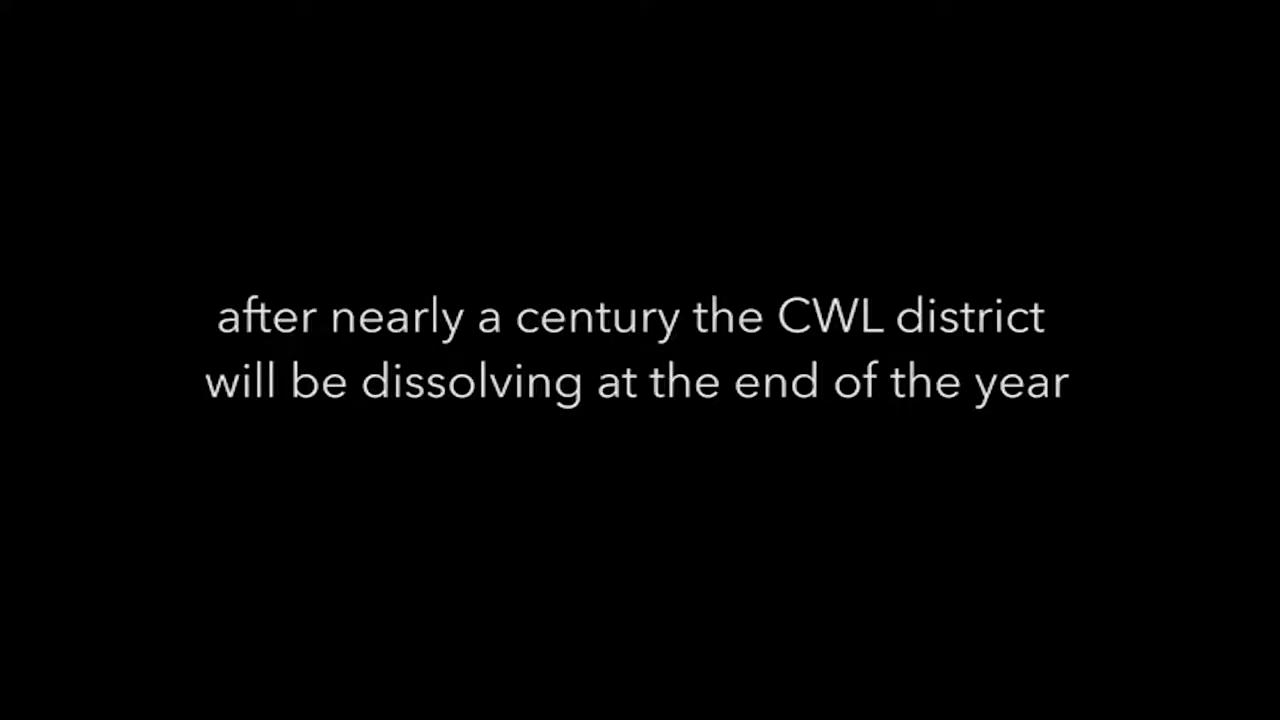 after nearly a century the CWL district
will be dissolving at the end of the year